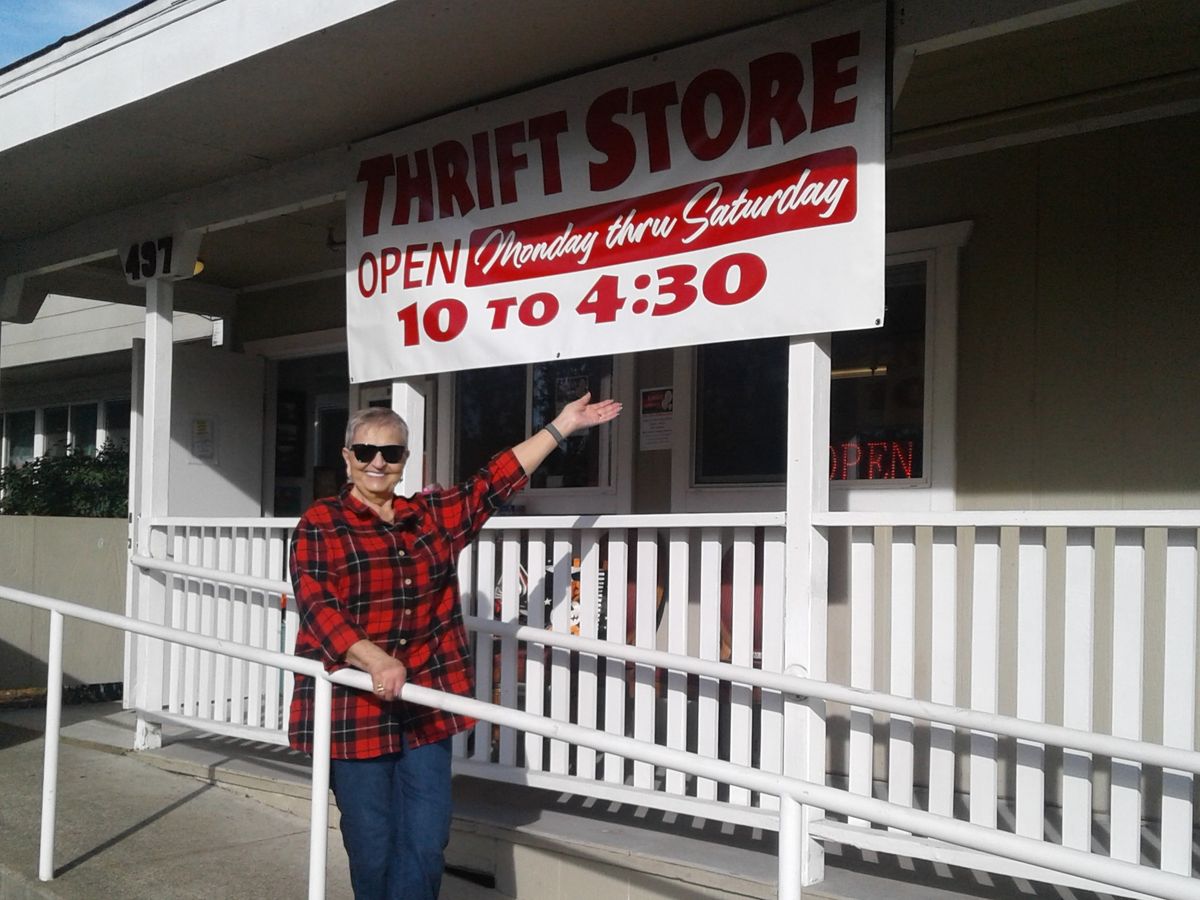 THRIFT STORE
OPEN Monday thru Saturday
10 TO 4:30
497
OPEN